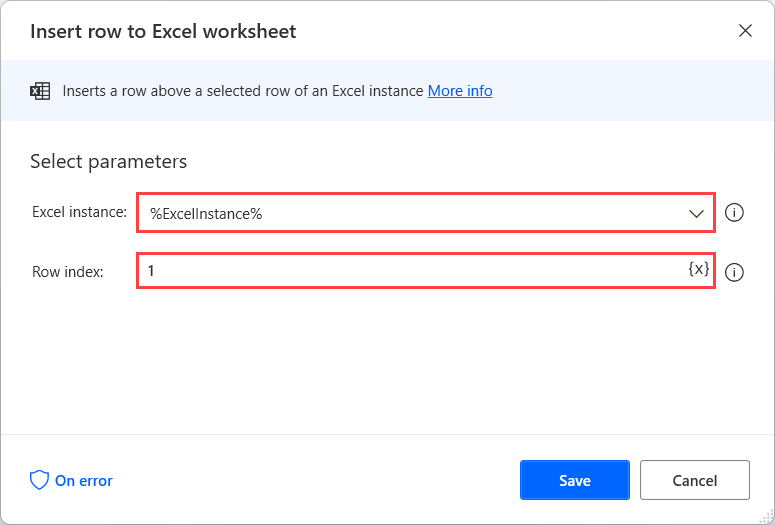 Insert row to Excel worksheet
Inserts a row above a selected row of an Excel instance More info
Select parameters
Excel instance: %ExcelInstance%
Row index: 1 {x}
On error Save Cancel